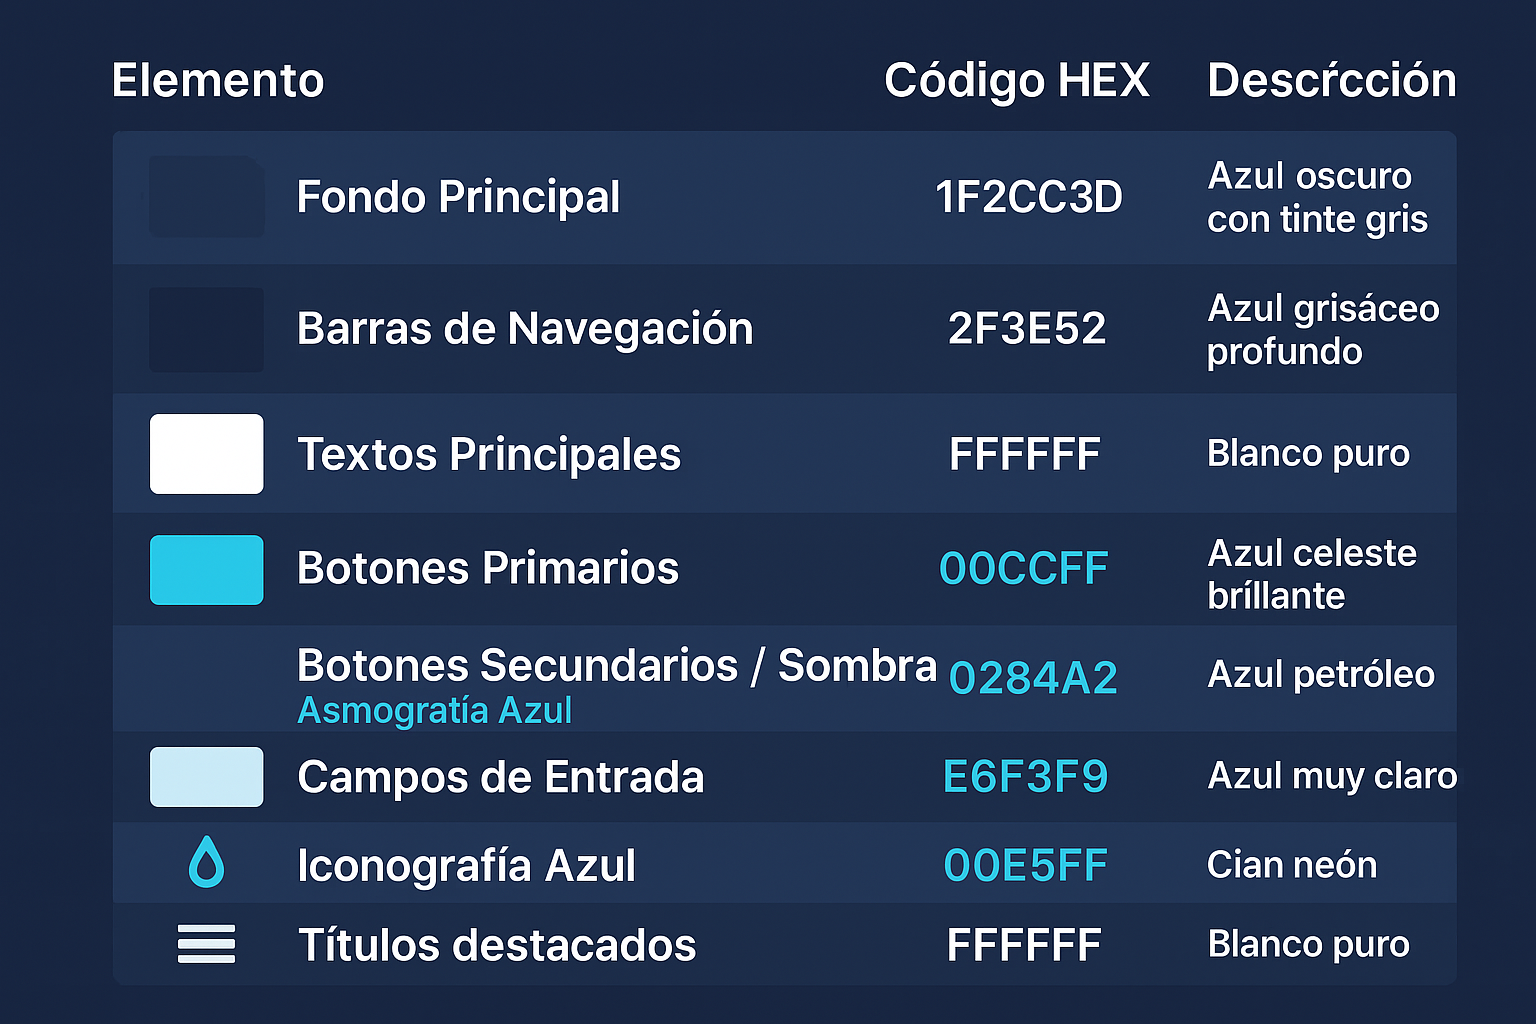 Elemento Código HEX Descŕcción
Fondo Principal 1F2CC3D Azul oscuro
con tinte gris
Barras de Navegación 2F3E52 Azul grisáceo
profundo
Textos Principales FFFFFF Blanco puro
Botones Primarios 00CCFF Azul celeste
bríllante
Botones Secundarios / Sombra 0284A2 Azul petróleo
Asmogratía Azul
Campos de Entrada E6F3F9 Azul muy claro
Iconografía Azul 00E5FF Cian neón
Títulos destacados FFFFFF Blanco puro